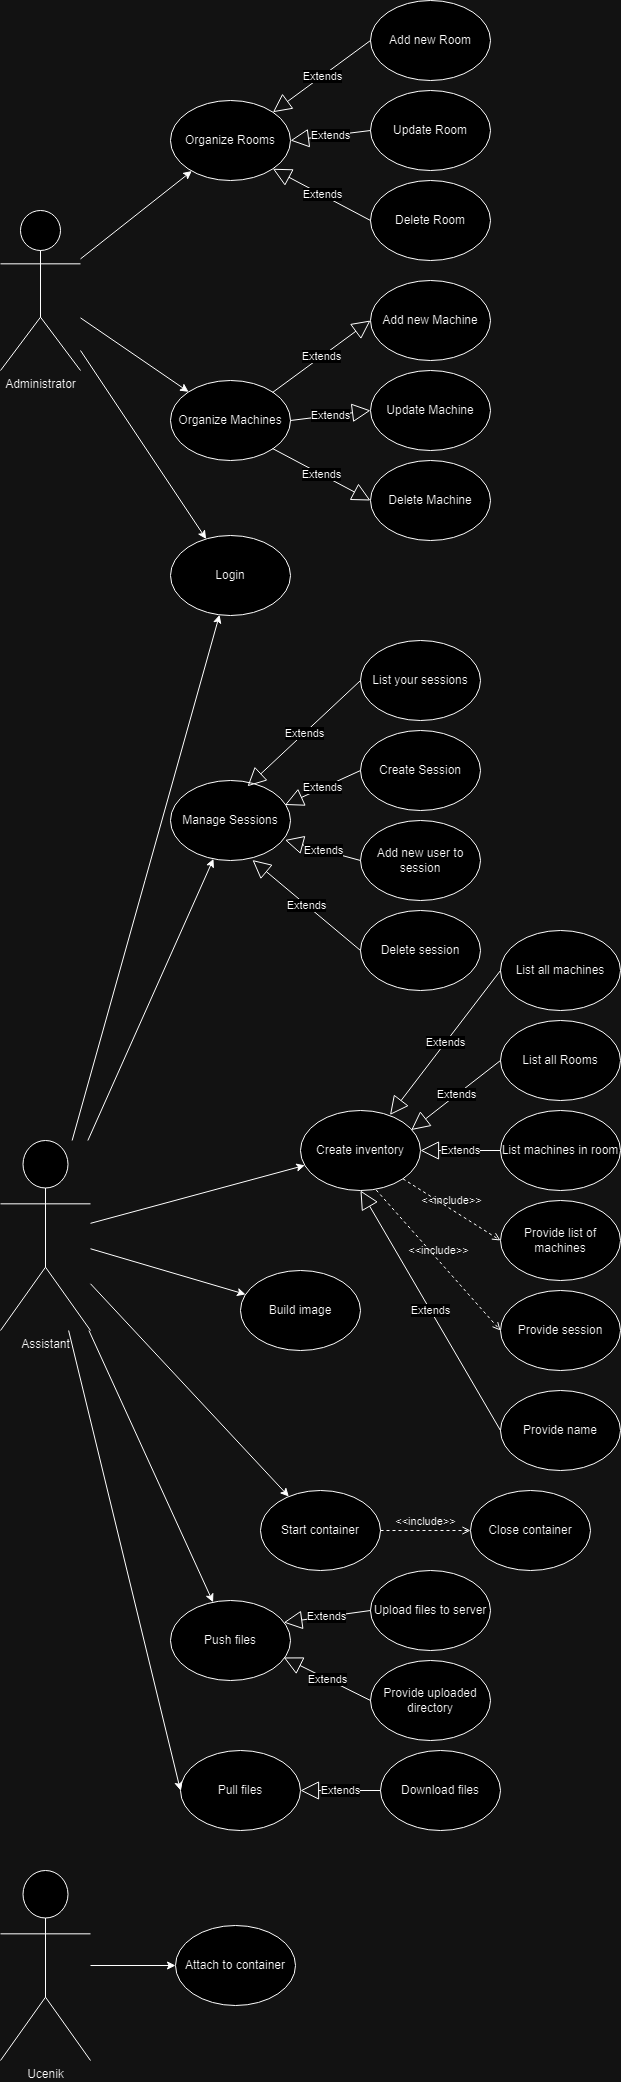 Add new Room
Extends
Organize Rooms
Extends
Update Room
Extends
Delete Room
Administrator
Add new Machine
Extends
Organize Machines
Extends
Update Machine
Extends
Delete Machine
Login
List your sessions
Extends
Create Session
Extends
Manage Sessions
Extends
Add new user to
session
Extends
Delete session
List all machines
Extends
List all Rooms
Extends
Create inventory
Extends
List machines in room
<<include>>
Provide list of
machines
<<include>>
Provide session
Extends
Provide name
Assistant
Build image
Start container
<<include>>
Close container
Push files
Extends
Upload files to server
Extends
Provide uploaded
directory
Pull files
Extends
Download files
Attach to container
Ucenik